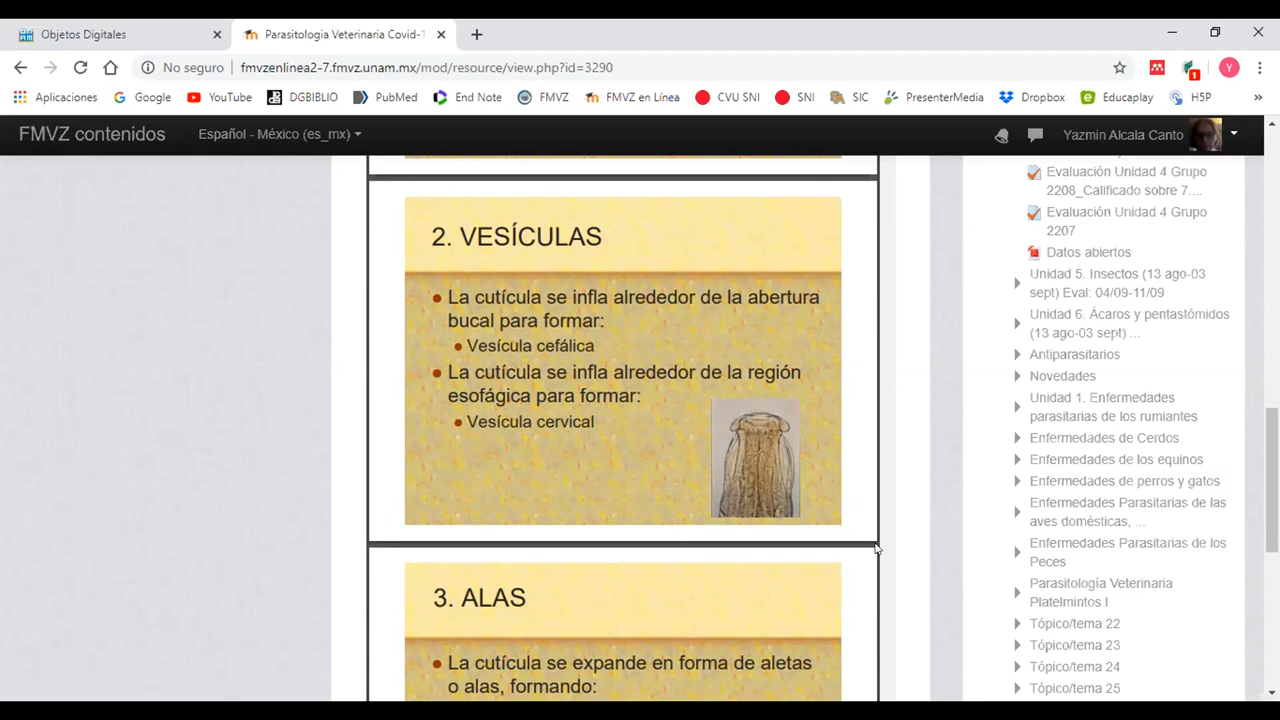 Objetos Digitales
Parasitología Veterinaria Covid-1
No seguro
fmvzenlinea2-7.fmvz.unam.mx/mod/resource/view.php?id=3290
1
Y
Aplicaciones
Google
YouTube
DGBIBLIO
PubMed
End Note
FMVZ
FMVZ en Línea
CVU SNI
SNI
SIC
PresenterMedia
Dropbox
Educaplay
H5P
»
FMVZ contenidos
Español - México (es_mx)
Yazmin Alcala Canto
2. VESÍCULAS
La cutícula se infla alrededor de la abertura
bucal para formar:
Vesícula cefálica
La cutícula se infla alrededor de la región
esofágica para formar:
Vesícula cervical
3. ALAS
La cutícula se expande en forma de aletas
o alas, formando:
Evaluación Unidad 4 Grupo
2208_Calificado sobre 7....
Evaluación Unidad 4 Grupo
2207
Datos abiertos
Unidad 5. Insectos (13 ago-03
sept) Eval: 04/09-11/09
Unidad 6. Ácaros y pentastómidos
(13 ago-03 sept) ...
Antiparasitarios
Novedades
Unidad 1. Enfermedades
parasitarias de los rumiantes
Enfermedades de Cerdos
Enfermedades de los equinos
Enfermedades de perros y gatos
Enfermedades Parasitarias de las
aves domésticas, ...
Enfermedades Parasitarias de los
Peces
Parasitología Veterinaria
Platelmintos I
Tópico/tema 22
Tópico/tema 23
Tópico/tema 24
Tópico/tema 25